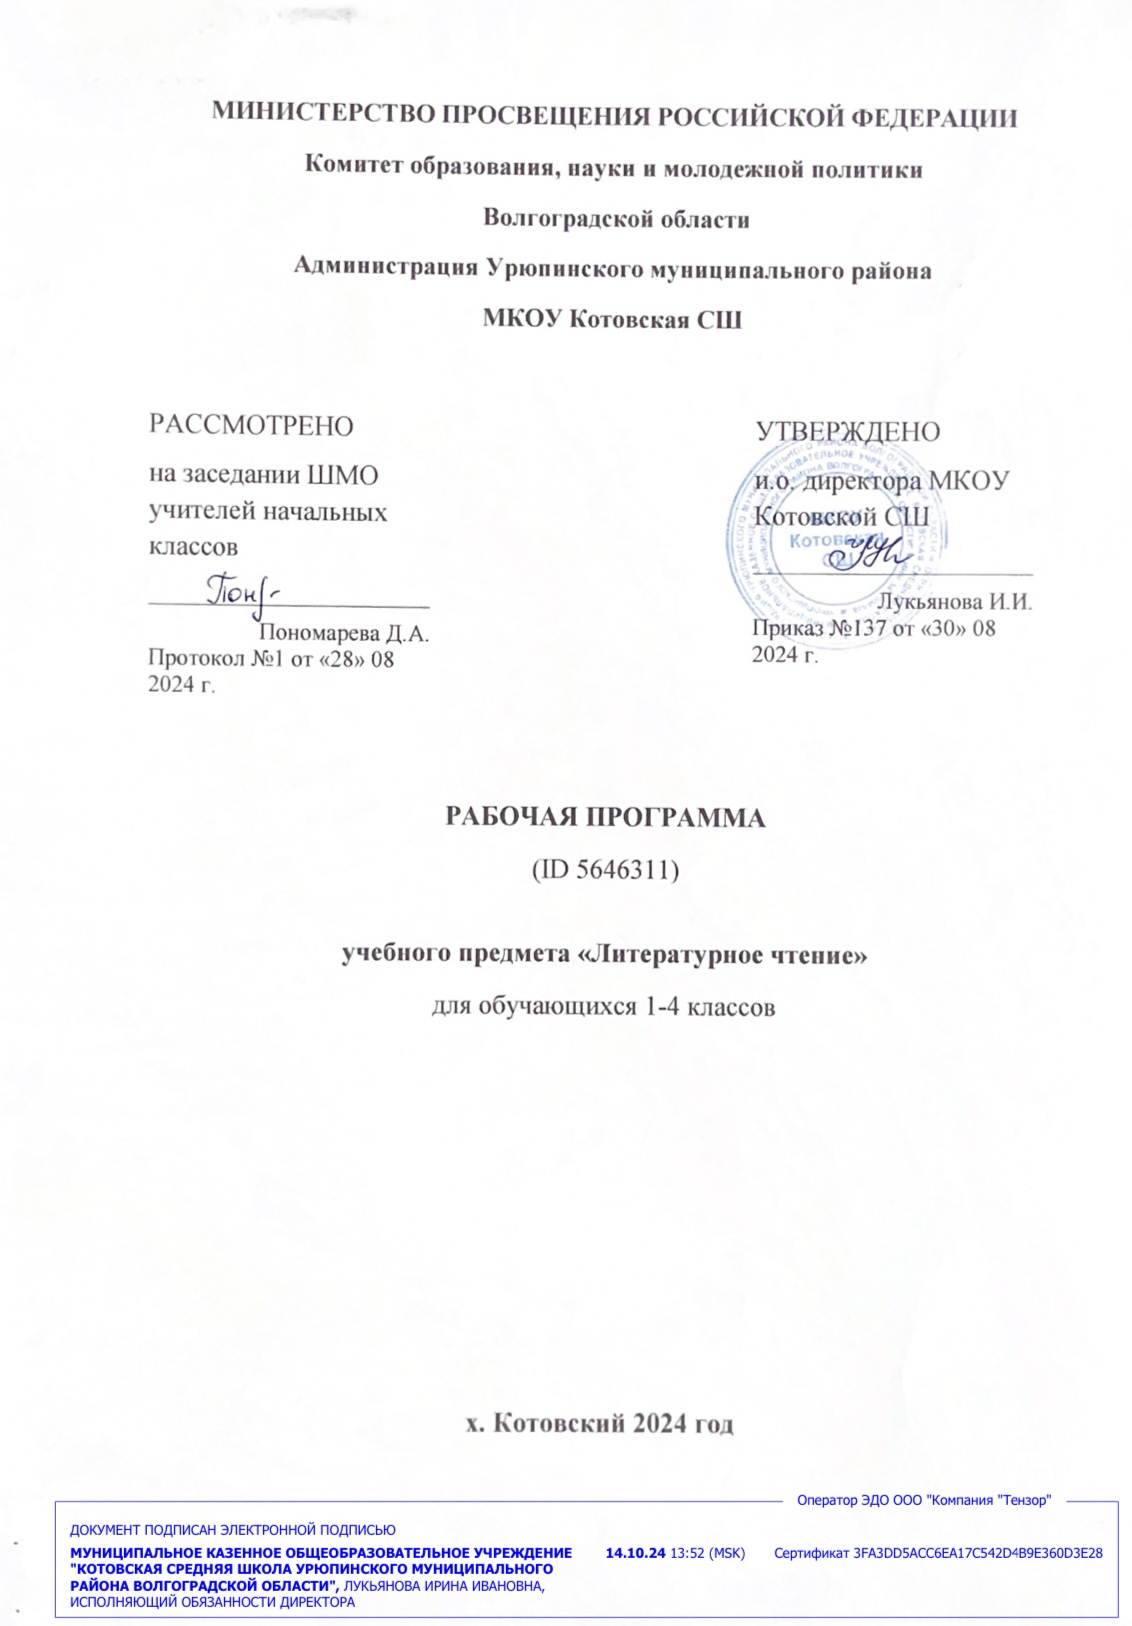 МИНИСТЕРСТВО ПРОСВЕЩЕНИЯ РОССИЙСКОЙ ФЕДЕРАЦИИ
Комитет образования, науки и молодежной политики
Волгоградской области
Администрация Урюпинского муниципального района
МКОУ Котовская СШ
РАССМОТРЕНО
на заседании ШМО
учителей начальных
классов
Пономарева Д.А.
Протокол №1 от «28» 08
2024 г.
УТВЕРЖДЕНО
и.о. директора МКОУ
Котовской СШ
Котовская
СШ
Лукьянова И.И.
Приказ №137 от «30» 08
2024 г.
РАБОЧАЯ ПРОГРАММА
(ID 5646311)
учебного предмета «Литературное чтение»
для обучающихся 1-4 классов
х. Котовский 2024 год
Оператор ЭДО ООО "Компания "Тензор"
ДОКУМЕНТ ПОДПИСАН ЭЛЕКТРОННОЙ ПОДПИСЬЮ
МУНИЦИПАЛЬНОЕ КАЗЕННОЕ ОБЩЕОБРАЗОВАТЕЛЬНОЕ УЧРЕЖДЕНИЕ
"КОТОВСКАЯ СРЕДНЯЯ ШКОЛА УРЮПИНСКОГО МУНИЦИПАЛЬНОГО
РАЙОНА ВОЛГОГРАДСКОЙ ОБЛАСТИ", ЛУКЬЯНОВА ИРИНА ИВАНОВНА,
ИСПОЛНЯЮЩИЙ ОБЯЗАННОСТИ ДИРЕКТОРА
14.10.24 13:52 (MSK)
Сертификат 3FA3DD5ACC6EA17C542D4B9E360D3E28